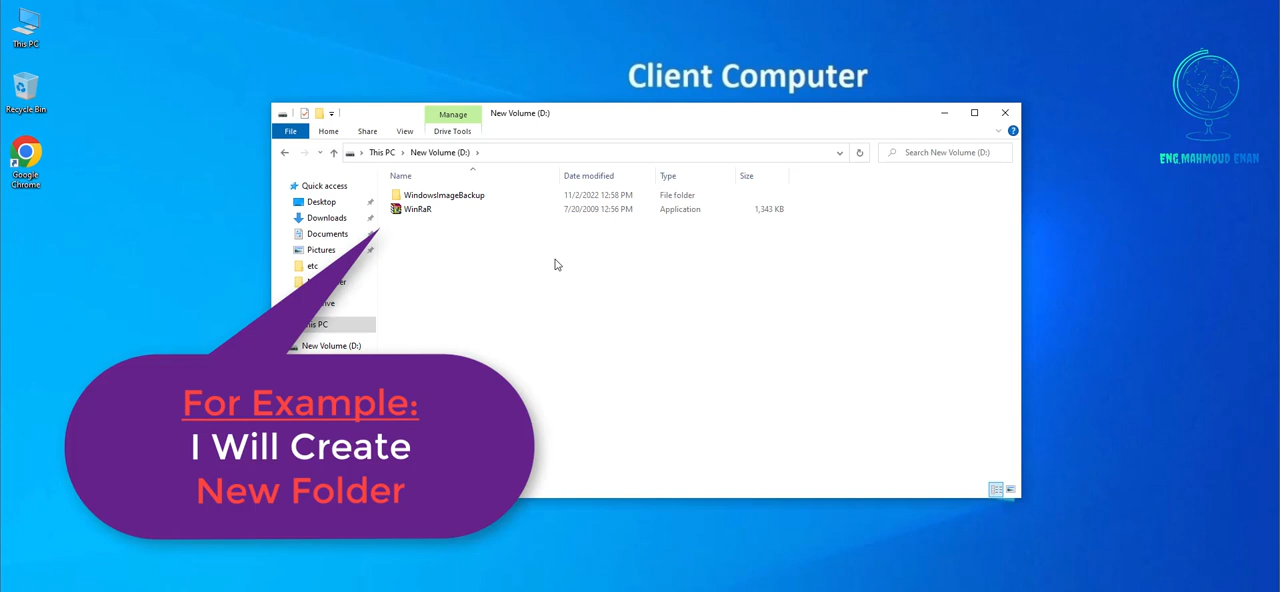 This PC
Recycle Bin
Google
Chrome
Client Computer
ENG.MAHMOUD ENAN
Manage
New Volume (D:)
File
Home
Share
View
Drive Tools
This PC
New Volume (D:)
Search New Volume (D:)
Name
Date modified
Type
Size
Quick access
Desktop
Downloads
Documents
Pictures
etc
New Volume (D:)
WindowsImageBackup
11/2/2022 12:58 PM
File folder
WinRaR
7/20/2009 12:56 PM
Application
1,343 KB
For Example:
I Will Create
New Folder